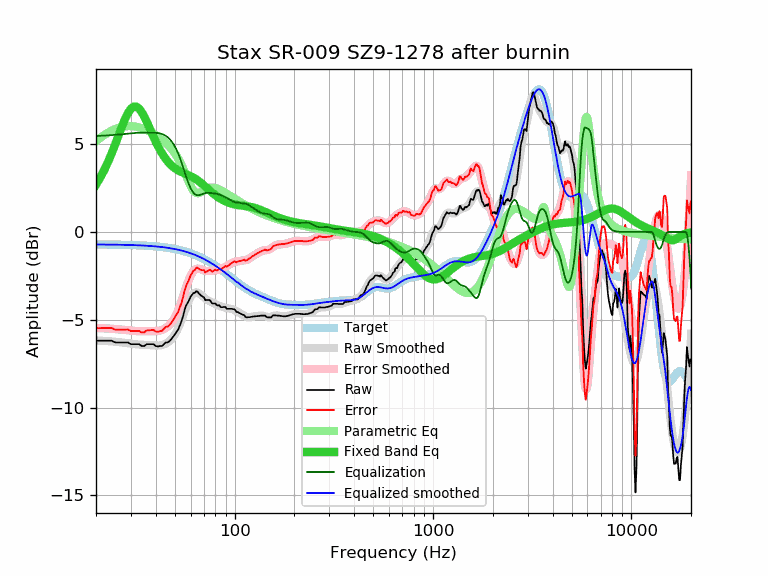 Stax SR-009 SZ9-1278 after burnin
Amplitude (dBr)
5
0
−5
−10
−15
Target
Raw Smoothed
Error Smoothed
Raw
Error
Parametric Eq
Fixed Band Eq
Equalization
Equalized smoothed
100
1000
10000
Frequency (Hz)